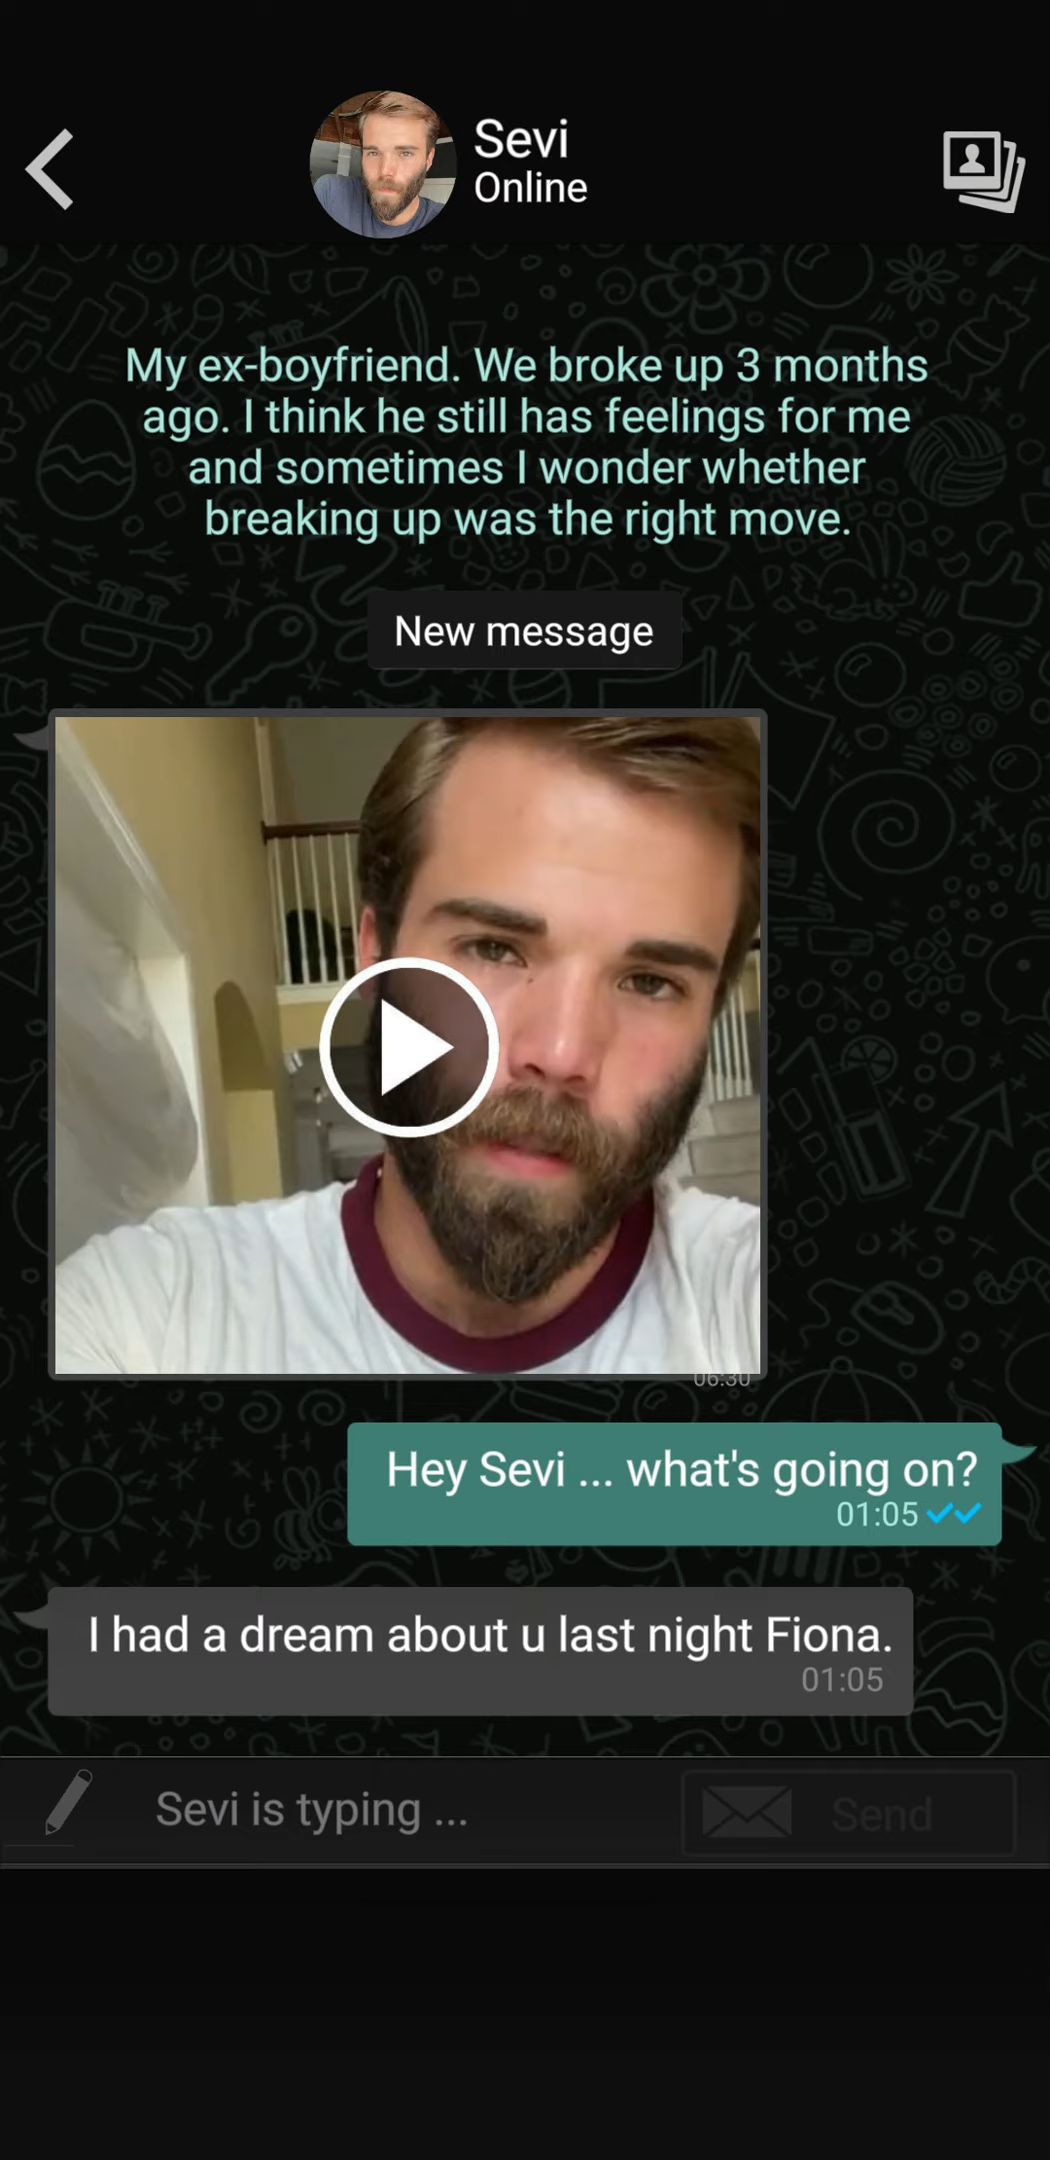 Sevi
Online
My ex-boyfriend. We broke up 3 months
ago. I think he still has feelings for me
and sometimes I wonder whether
breaking up was the right move.
New message
06:30
Hey Sevi ... what's going on?
01:05
I had a dream about u last night Fiona.
01:05
Sevi is typing ...
Send